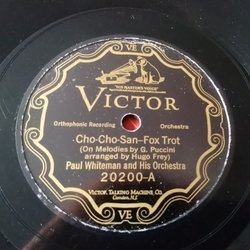 VE
"HIS MASTER'S VOICE"
VICTOR
Orthophonic Recording
Orchestra
Cho-Cho-San–Fox Trot
(On Melodies by G. Puccini
arranged by Hugo Frey)
Paul Whiteman and His Orchestra
20200-A
VICTOR TALKING MACHINE CO.
Camden, N.J.
VE